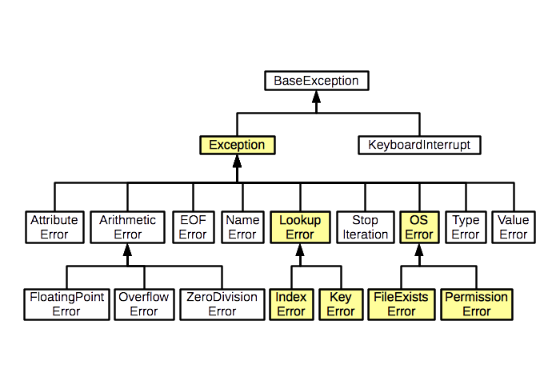 BaseException
Exception
KeyboardInterrupt
Attribute
Error
Arithmetic
Error
EOF
Error
Name
Error
Lookup
Error
Stop
Iteration
OS
Error
Type
Error
Value
Error
FloatingPoint
Error
Overflow
Error
ZeroDivision
Error
Index
Error
Key
Error
FileExists
Error
Permission
Error